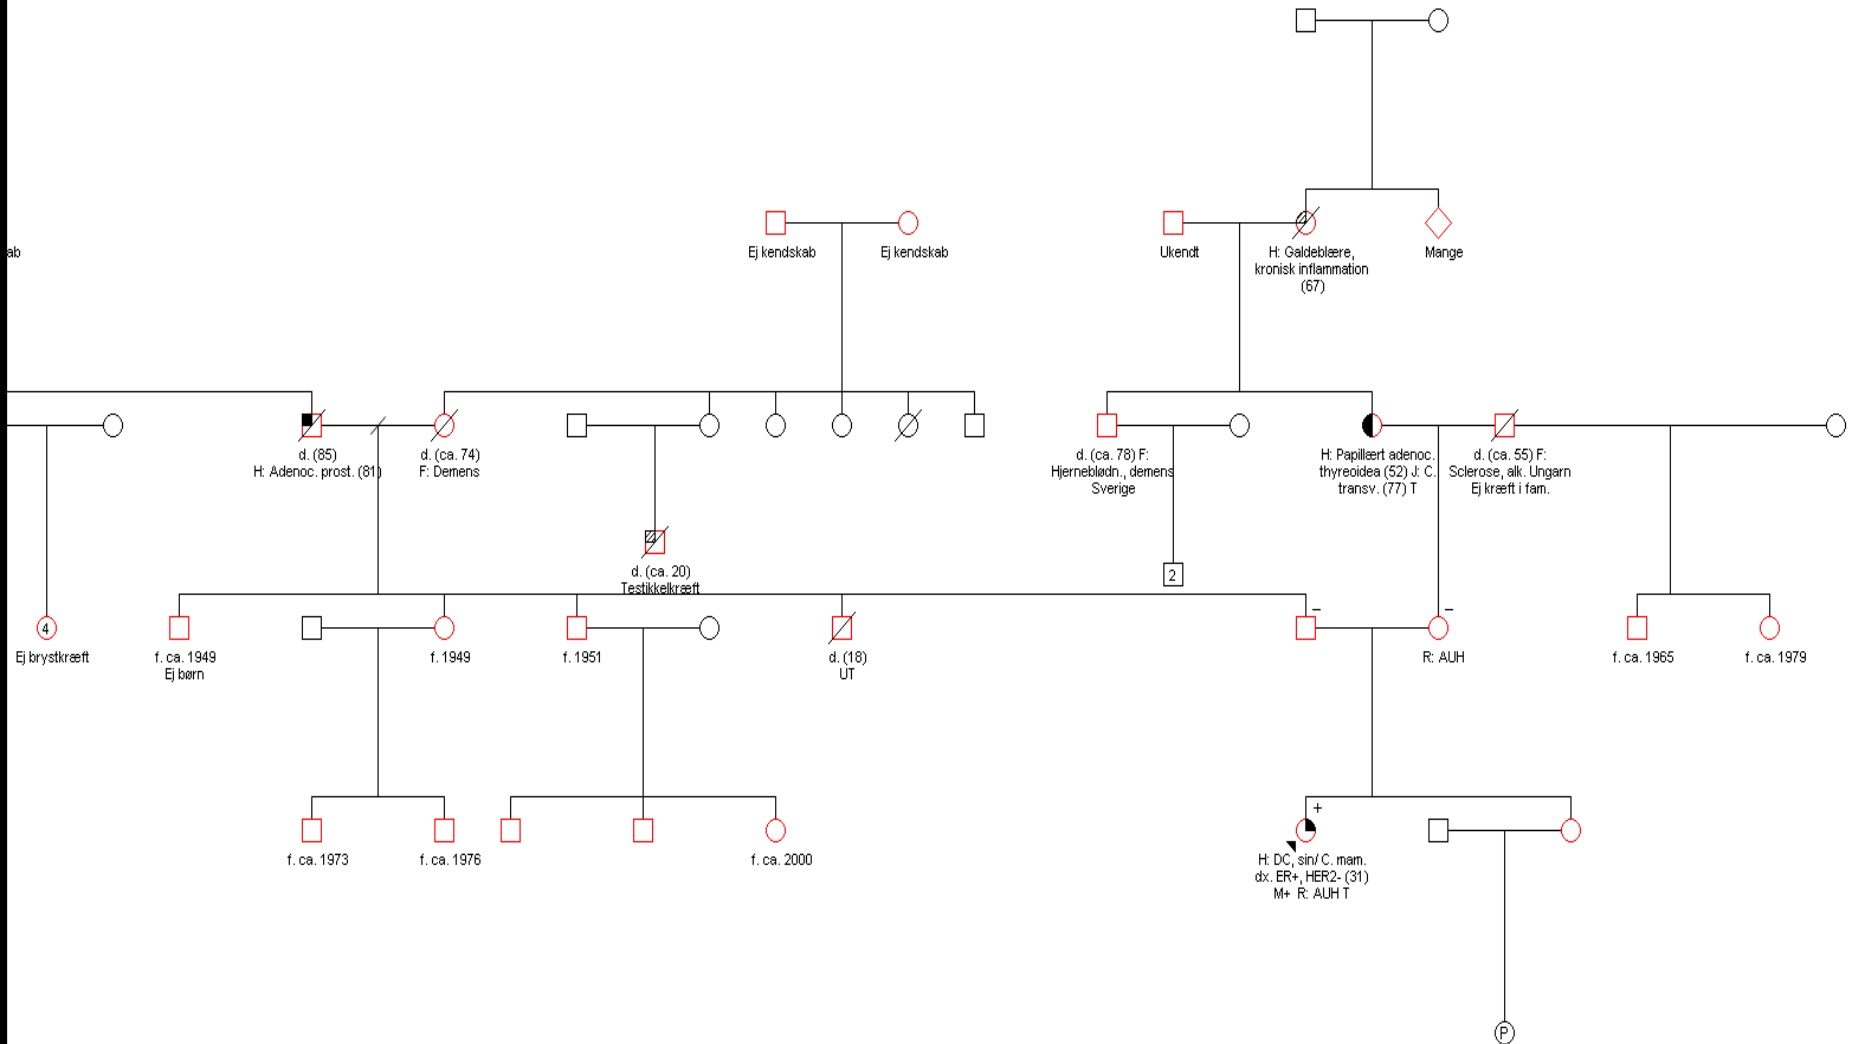 ab
Ej kendskab
Ej kendskab
Ukendt
H: Galdeblære,
kronisk inflammation
(67)
Mange
d. (85)
H: Adenoc. prost. (81)
d. (ca. 74)
F: Demens
d. (ca. 78) F:
Hjerneblødn., demens
Sverige
H: Papillært adenoc.
thyreoidea (52) J: C.
transv. (77) T
d. (ca. 55) F:
Sclerose, alk. Ungarn
Ej kræft i fam.
d. (ca. 20)
Testikkelkræft
2
4
Ej brystkræft
f. ca. 1949
Ej børn
f. 1949
f. 1951
d. (18)
UT
–
–
R: AUH
f. ca. 1965
f. ca. 1979
f. ca. 1973
f. ca. 1976
f. ca. 2000
+
H: DC, sin/ C. mam.
dx. ER+, HER2- (31)
M+ R: AUH T
P